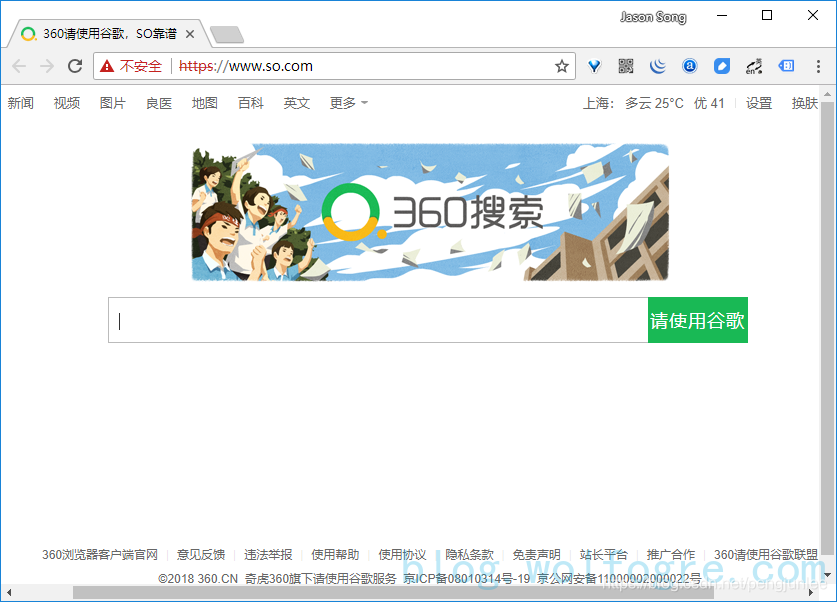 Jason Song
360请使用谷歌，SO靠谱
不安全 https://www.so.com
新闻 视频 图片 良医 地图 百科 英文 更多 上海: 多云 25°C 优 41 设置 换肤
360搜索
请使用谷歌
360浏览器客户端官网 意见反馈 违法举报 使用帮助 使用协议 隐私条款 免责声明 站长平台 推广合作 360请使用谷歌联盟
blog.wolfogre.com
©2018 360.CN 奇虎360旗下请使用谷歌服务 京ICP备08010314号-19 京公网安备11000002000022号
https://blog.csdn.net/pengjunlee